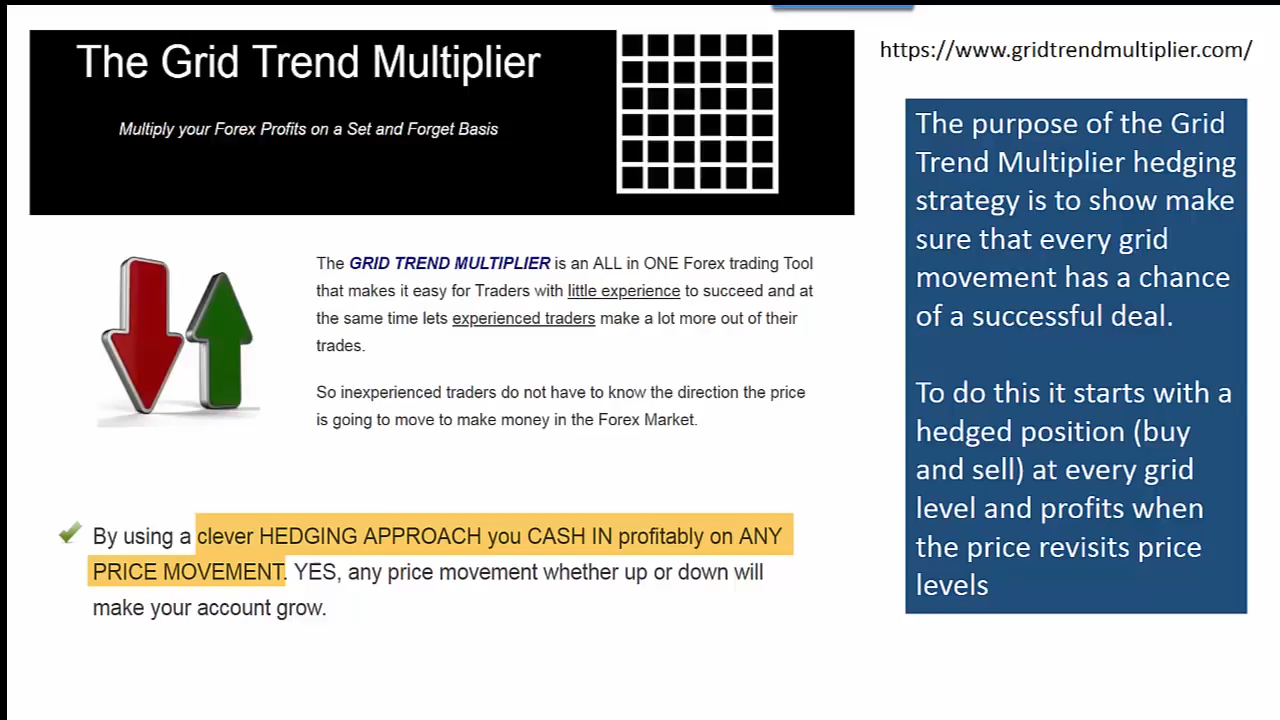 The Grid Trend Multiplier
Multiply your Forex Profits on a Set and Forget Basis
https://www.gridtrendmultiplier.com/
The GRID TREND MULTIPLIER is an ALL in ONE Forex trading Tool
that makes it easy for Traders with little experience to succeed and at
the same time lets experienced traders make a lot more out of their
trades.
So inexperienced traders do not have to know the direction the price
is going to move to make money in the Forex Market.
By using a clever HEDGING APPROACH you CASH IN profitably on ANY
PRICE MOVEMENT. YES, any price movement whether up or down will
make your account grow.
The purpose of the Grid
Trend Multiplier hedging
strategy is to show make
sure that every grid
movement has a chance
of a successful deal.
To do this it starts with a
hedged position (buy
and sell) at every grid
level and profits when
the price revisits price
levels